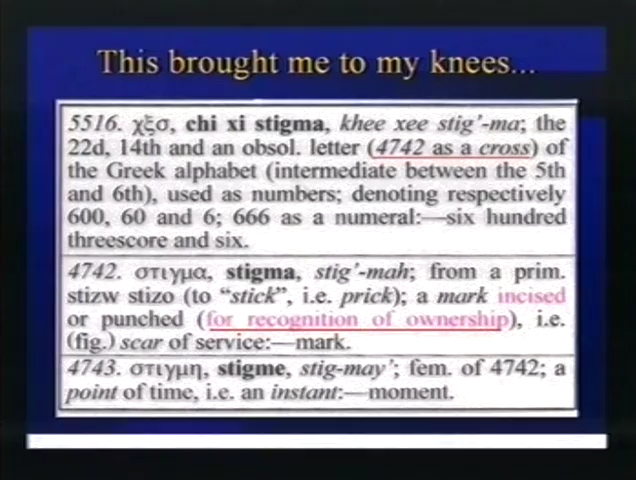 This brought me to my knees...
5516. χξσ, chi xi stigma, khee xee stig'-ma; the
22d, 14th and an obsol. letter (4742 as a cross) of
the Greek alphabet (intermediate between the 5th
and 6th), used as numbers; denoting respectively
600, 60 and 6; 666 as a numeral:—six hundred
threescore and six.
4742. στιγμα, stigma, stig'-mah; from a prim.
stizw stizo (to "stick", i.e. prick); a mark incised
or punched (for recognition of ownership), i.e.
(fig.) scar of service:—mark.
4743. στιγμη, stigme, stig-may'; fem. of 4742; a
point of time, i.e. an instant:—moment.